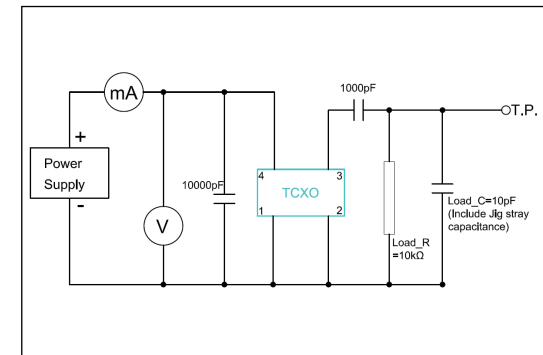 mA
1000pF
T.P.
+
Power
Supply
-
10000pF
V
4
3
TCXO
1
2
Load_R
=10kΩ
Load_C=10pF
(Include Jig stray
capacitance)